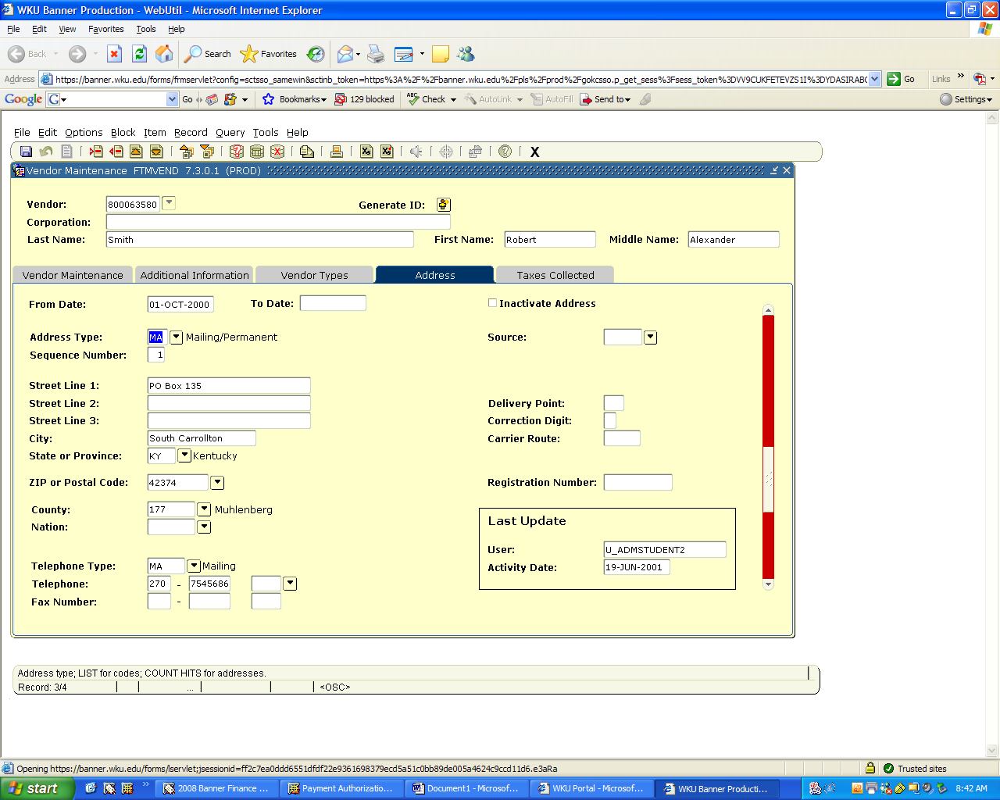 WKU Banner Production - WebUtil - Microsoft Internet Explorer
File Edit View Favorites Tools Help
Back Search Favorites
Address https://banner.wku.edu/forms/frmservlet?config=sctsso_samewin&sctinb_token=https%3A%2F%2Fbanner.wku.edu%2Fpls%2Fprod%2Fgokcsso.p_get_sess%3Fsess_token%3DVV9CUKFETEVZS1I%3DYDASIRABC Go Links »
Google G Go Bookmarks 129 blocked Check AutoLink AutoFill Send to Settings
File Edit Options Block Item Record Query Tools Help
X
Vendor Maintenance FTMVEND 7.3.0.1 (PROD)
Vendor: 800063580 Generate ID:
Corporation:
Last Name: Smith First Name: Robert Middle Name: Alexander
Vendor Maintenance Additional Information Vendor Types Address Taxes Collected
From Date: 01-OCT-2000 To Date: Inactivate Address
Address Type: MA Mailing/Permanent Source:
Sequence Number: 1
Street Line 1: PO Box 135
Street Line 2: Delivery Point:
Street Line 3: Correction Digit:
City: South Carrollton Carrier Route:
State or Province: KY Kentucky
ZIP or Postal Code: 42374 Registration Number:
County: 177 Muhlenberg
Nation:
Last Update
User: U_ADMSTUDENT2
Activity Date: 19-JUN-2001
Telephone Type: MA Mailing
Telephone: 270 - 7545686
Fax Number: -
Address type; LIST for codes; COUNT HITS for addresses.
Record: 3/4 ... <OSC>
Opening https://banner.wku.edu/forms/lservlet;jsessionid=ff2c7ea0ddd6551dfdf22e9361698379ecd5a51c0bb89de005a4624c9ccd11d6.e3aRa Trusted sites
start » 2008 Banner Finance ... Payment Authorizatio... Document1 - Microsof... WKU Portal - Microsof... WKU Banner Producti... 8:42 AM